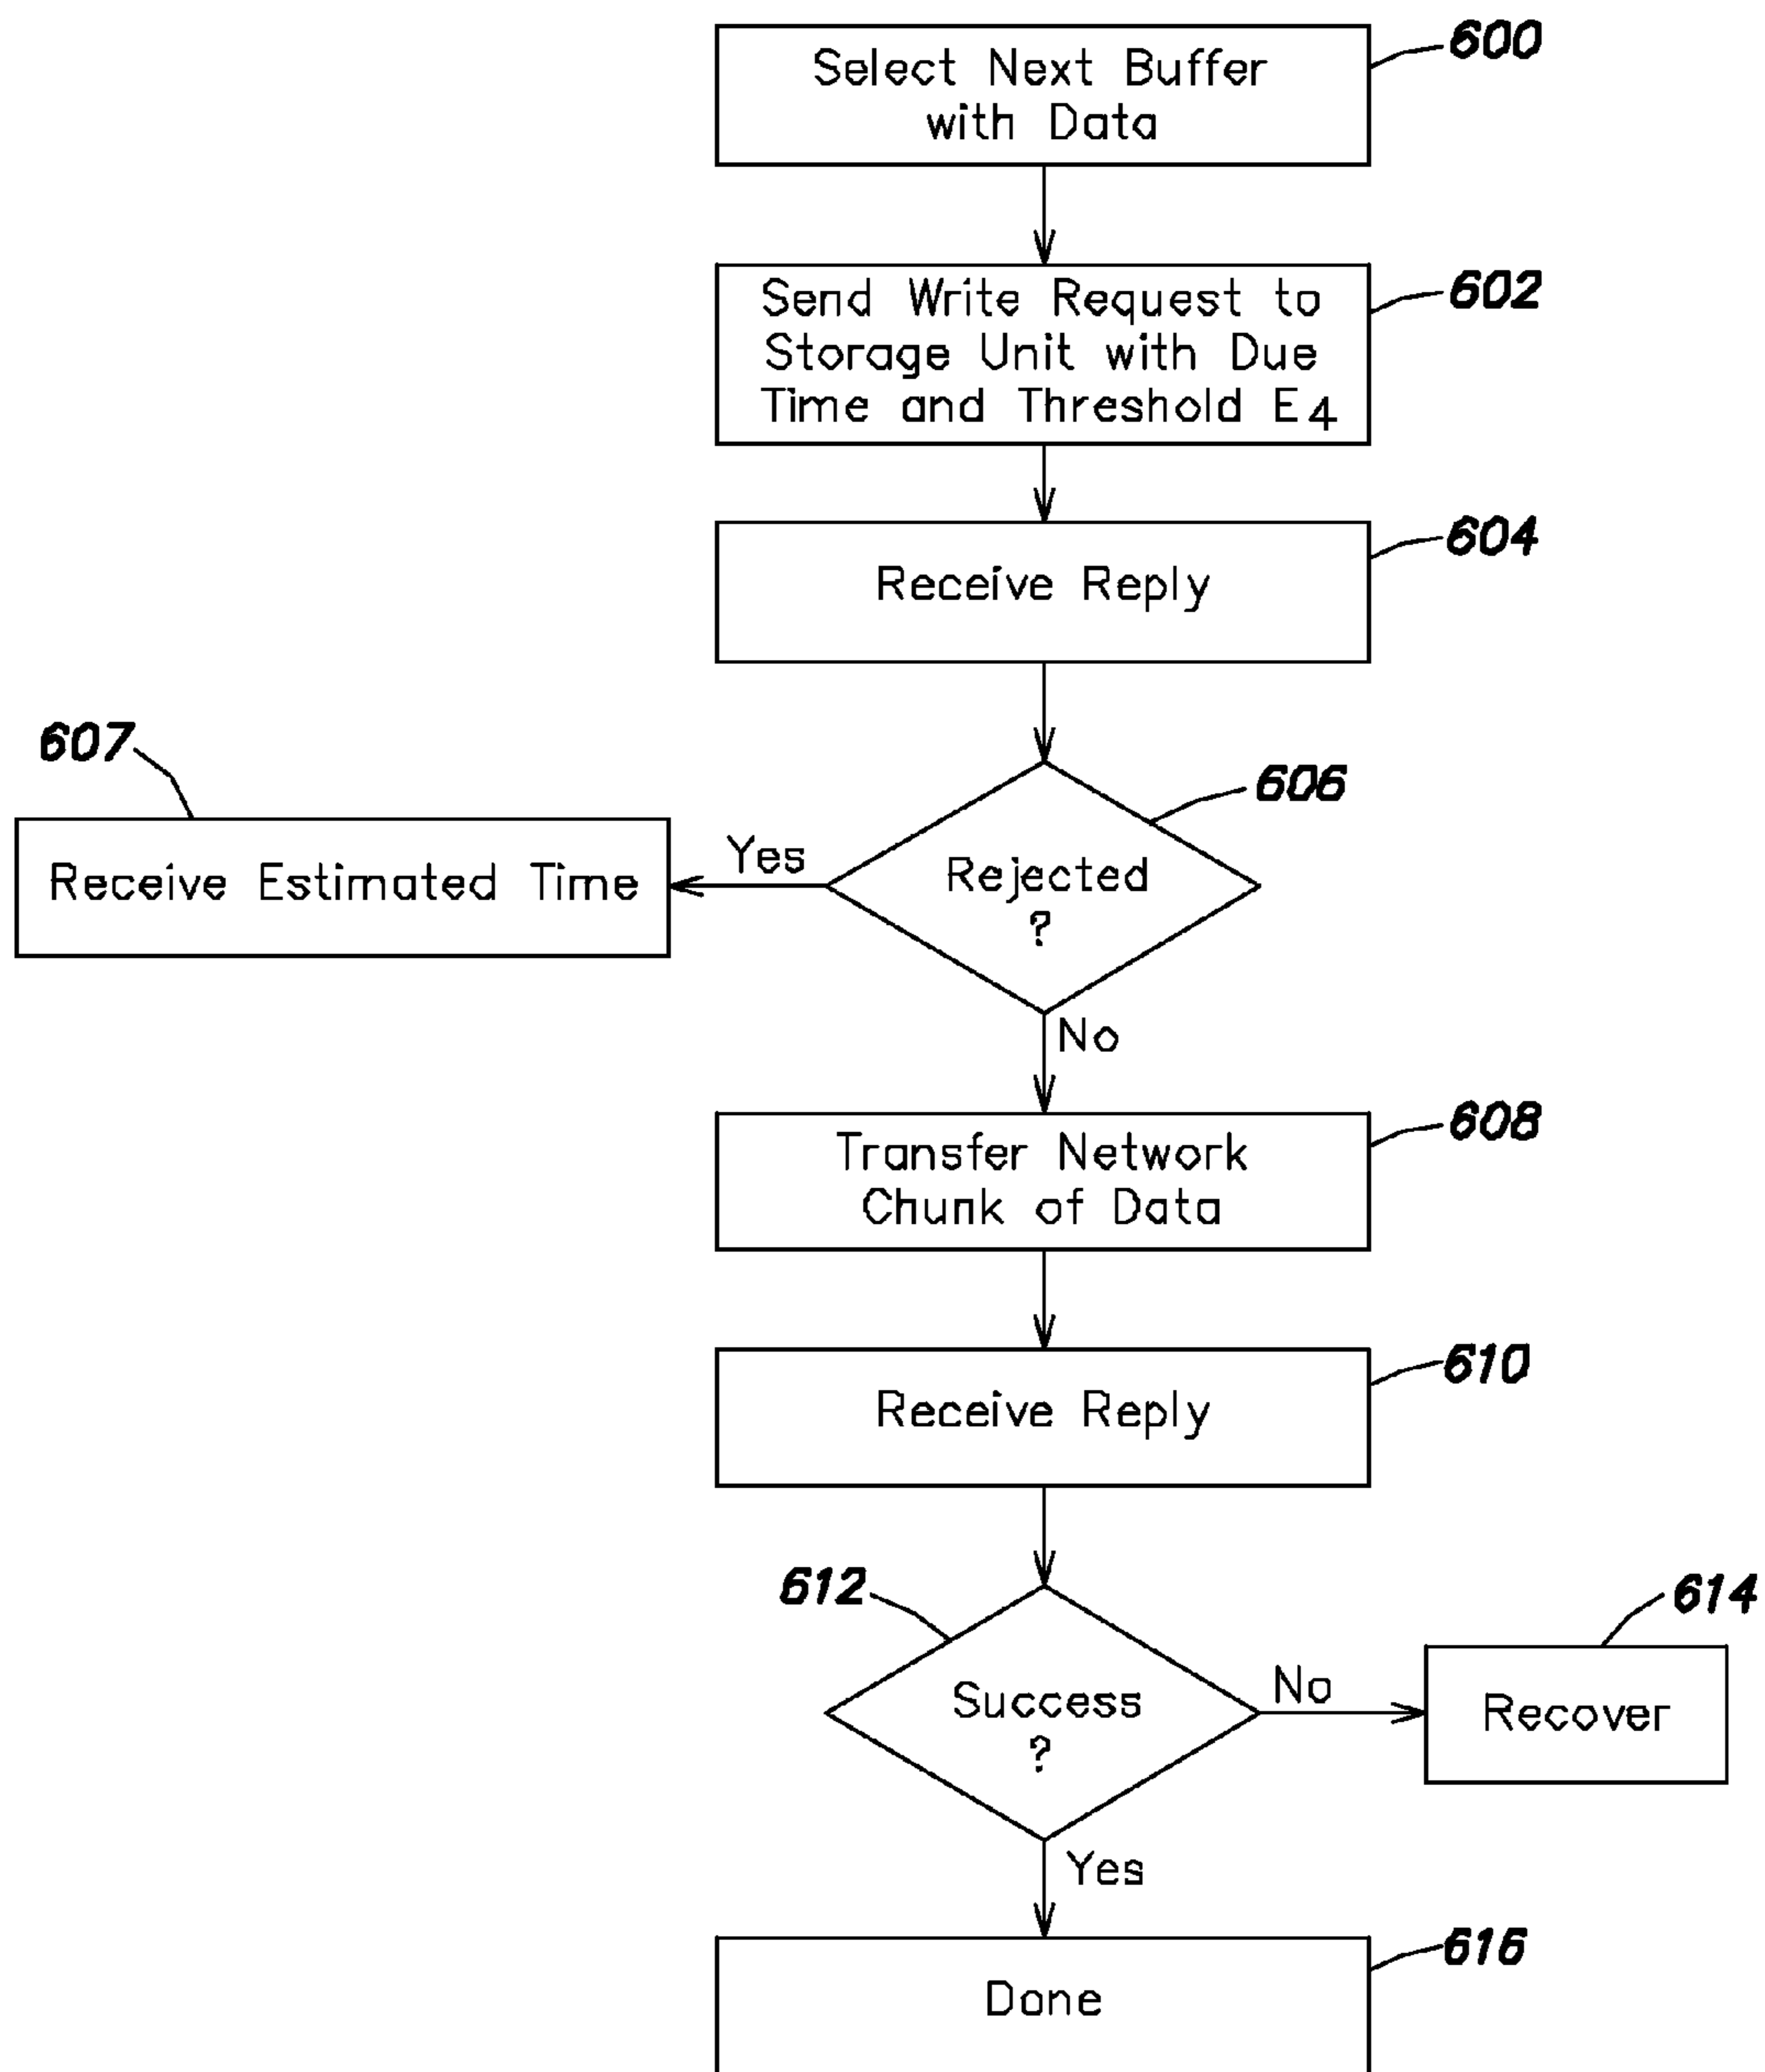 600
Select Next Buffer
with Data
602
Send Write Request to
Storage Unit with Due
Time and Threshold E4
604
Receive Reply
607
606
Yes
Receive Estimated Time
Rejected
?
No
608
Transfer Network
Chunk of Data
610
Receive Reply
612
614
Success
?
No
Recover
Yes
616
Done